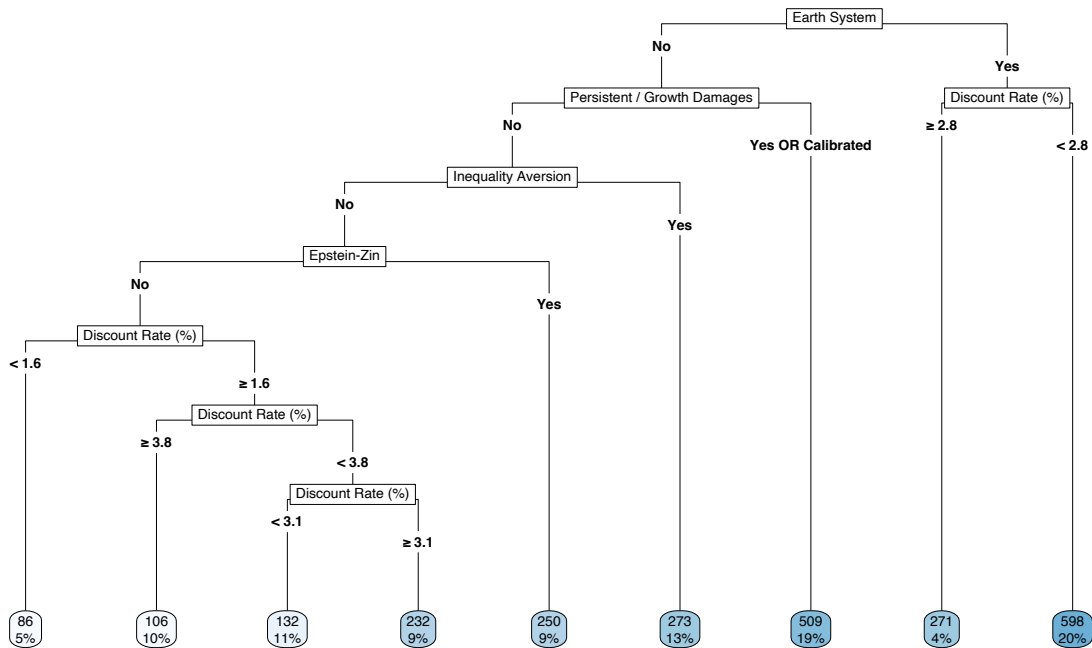 Earth System
No
Yes
Persistent / Growth Damages
Discount Rate (%)
No
≥ 2.8
Yes OR Calibrated
< 2.8
Inequality Aversion
No
Yes
Epstein-Zin
No
Yes
Discount Rate (%)
< 1.6
≥ 1.6
Discount Rate (%)
≥ 3.8
< 3.8
Discount Rate (%)
< 3.1
≥ 3.1
86
5%
106
10%
132
11%
232
9%
250
9%
273
13%
509
19%
271
4%
598
20%